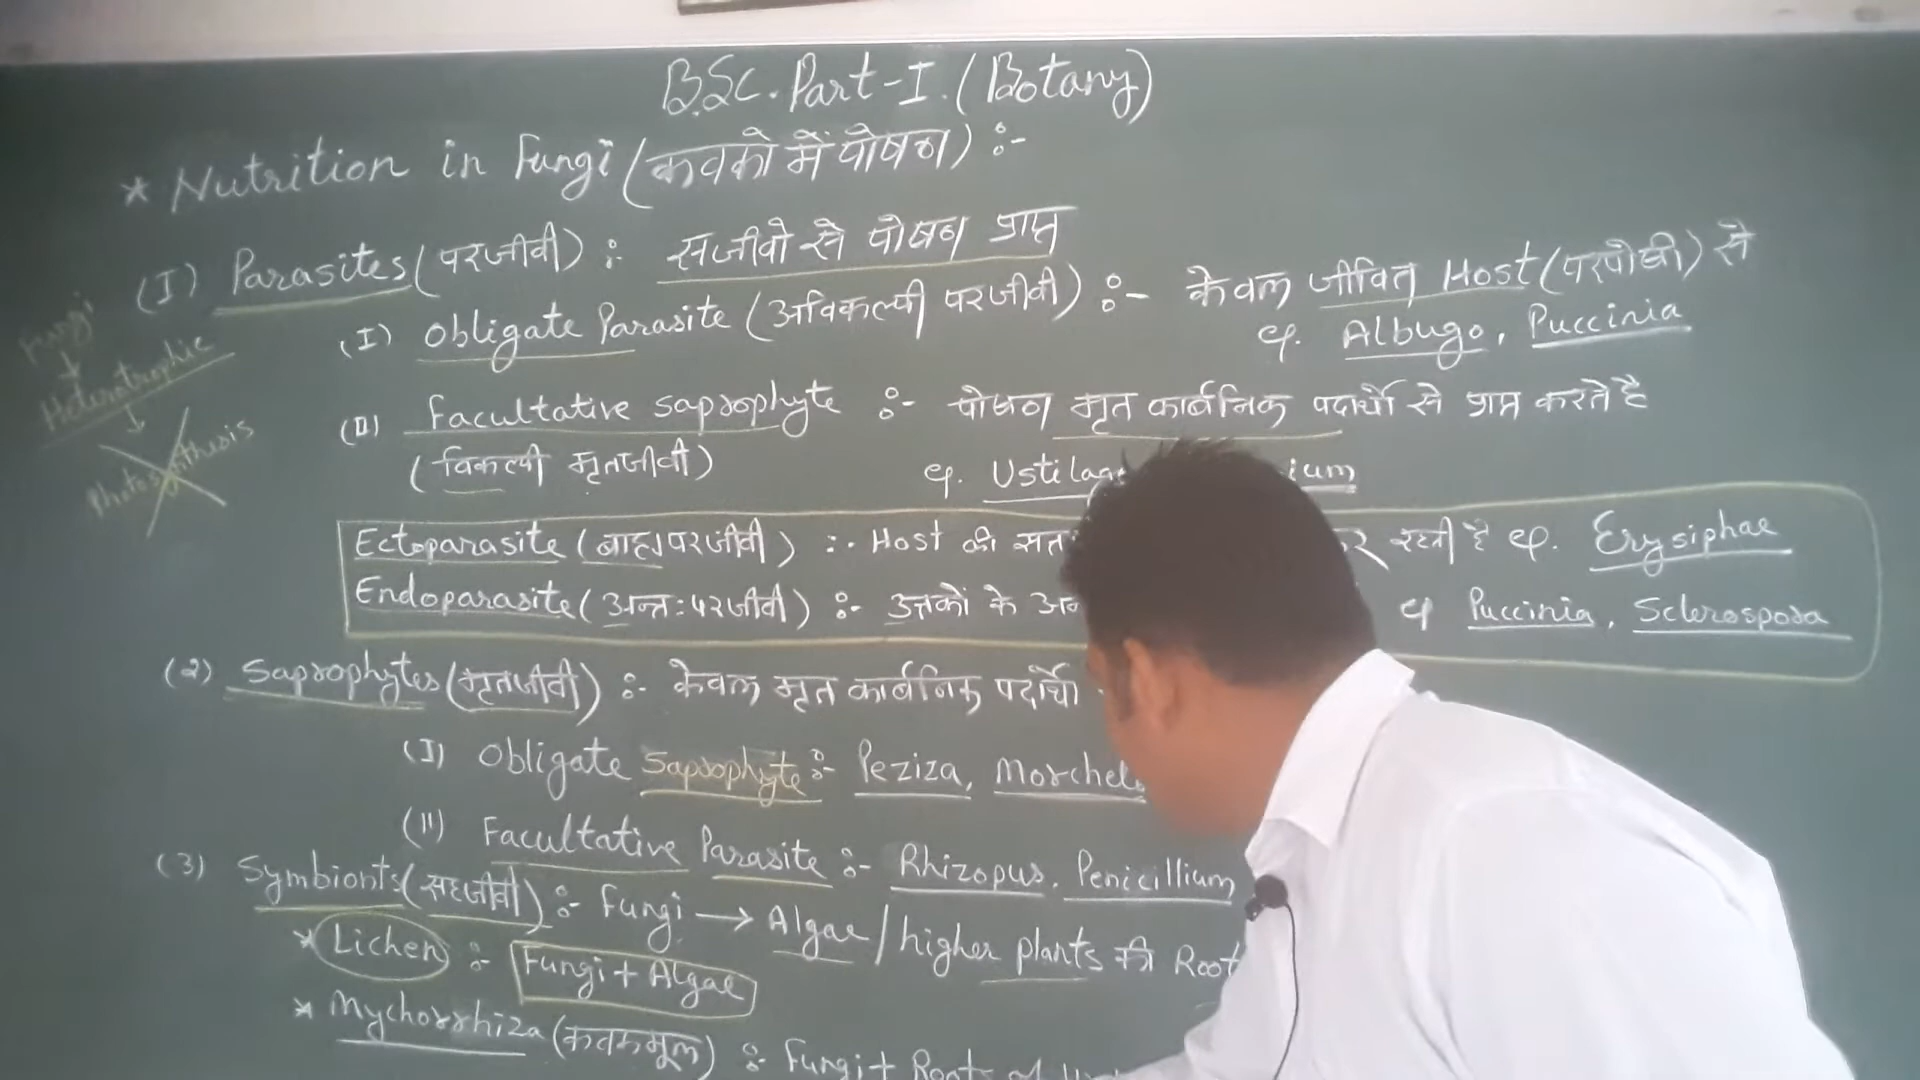 B.Sc. Part-I. (Botany)
* Nutrition in Fungi (कवको में पोषण) :-
(I) Parasites (परजीवी) :- सजीवो से पोषण प्राप्त
(I) Obligate Parasite (अविकल्पी परजीवी) :- केवल जीवित Host (परपोषी) से
eg. Albugo, Puccinia
(II) Facultative saprophyte :- पोषण मृत कार्बनिक पदार्थो से प्राप्त करते है
(विकल्पी मृतजीवी) eg. Ustilag ium
Ectoparasite (बाह्यपरजीवी) :- Host की सत र रहती है eg. Erysiphae
Endoparasite (अन्तःपरजीवी) :- उत्तकों के अन eg Puccinia, Sclerospora
(2) Saprophytes (मृतजीवी) :- केवल मृत कार्बनिक पदार्थो
(I) Obligate Saprophyte :- Peziza, Morchel
(II) Facultative Parasite :- Rhizopus, Penicillium
(3) Symbionts (सहजीवी) :- Fungi → Algae / higher plants की Root
* Lichen :- Fungi + Algae
* Mychorrhiza (कवकमूल) :- Fungi + Roots of
Fungi
↓
Heterotrophic
↓
Photosynthesis